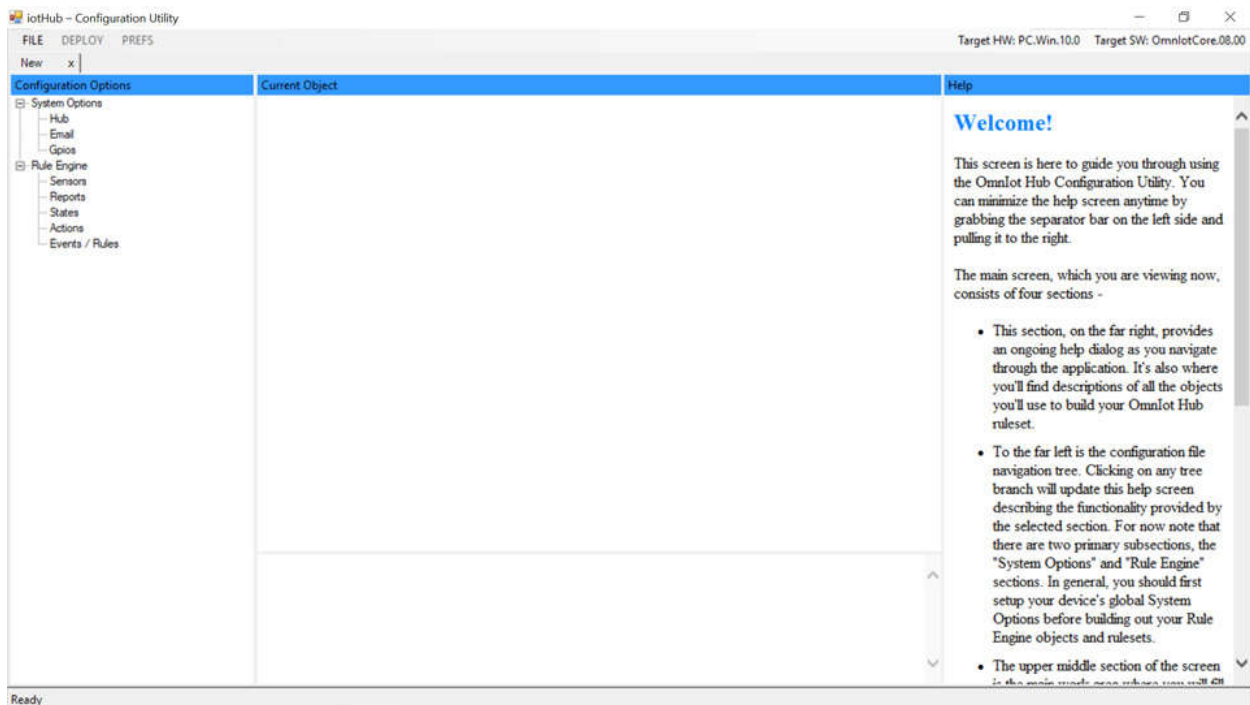 iotHub – Configuration Utility
FILE DEPLOY PREFS
Target HW: PC.Win.10.0 Target SW: OmnIotCore.08.00
New x
Configuration Options
System Options
Hub
Email
Gpios
Rule Engine
Sensors
Reports
States
Actions
Events / Rules
Current Object
Help
Welcome!
This screen is here to guide you through using
the OmnIot Hub Configuration Utility. You
can minimize the help screen anytime by
grabbing the separator bar on the left side and
pulling it to the right.
The main screen, which you are viewing now,
consists of four sections -
• This section, on the far right, provides
an ongoing help dialog as you navigate
through the application. It's also where
you'll find descriptions of all the objects
you'll use to build your OmnIot Hub
ruleset.
• To the far left is the configuration file
navigation tree. Clicking on any tree
branch will update this help screen
describing the functionality provided by
the selected section. For now note that
there are two primary subsections, the
"System Options" and "Rule Engine"
sections. In general, you should first
setup your device's global System
Options before building out your Rule
Engine objects and rulesets.
• The upper middle section of the screen
is the main work area where you will fill
Ready